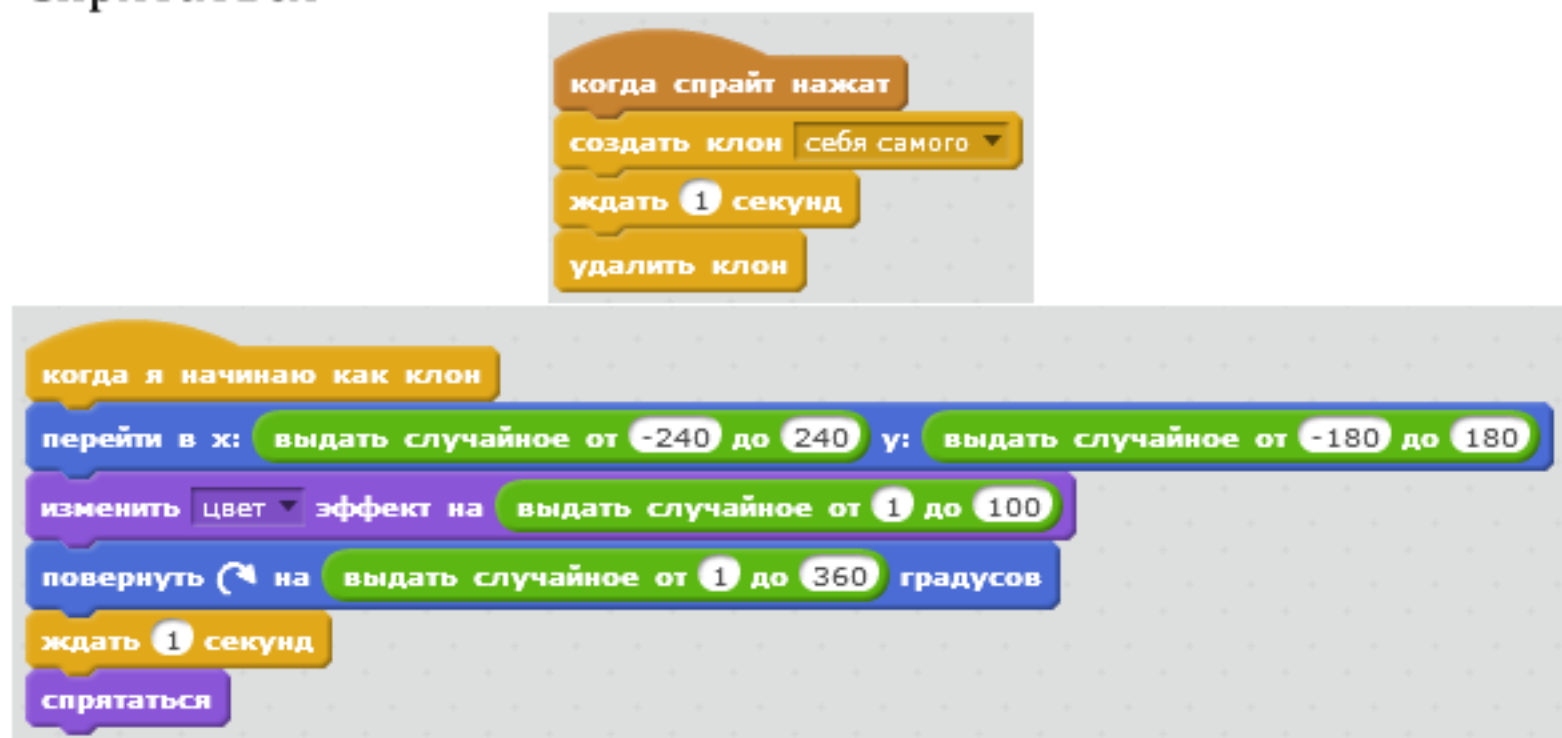 когда спрайт нажат
создать клон себя самого
ждать 1 секунд
удалить клон
когда я начинаю как клон
перейти в x: выдать случайное от -240 до 240 y: выдать случайное от -180 до 180
изменить цвет эффект на выдать случайное от 1 до 100
повернуть на выдать случайное от 1 до 360 градусов
ждать 1 секунд
спрятаться